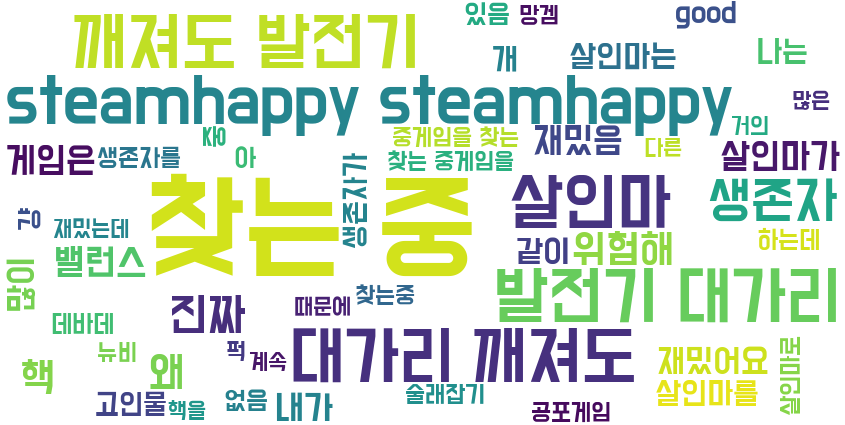 깨져도 발전기
있음
망겜
good
개
살인마는
나는
steamhappy steamhappy
많은
거의
중게임을 찾는
재밌음
다른
게임은
생존자를
아
찾는 중게임을
살인마가
생존자가
찾는 중
살인마
생존자
걍
재밌는데
밸런스
같이
위험해
하는데
많이
찾는중
발전기 대가리
진짜
때문에
데바데
뉴비
퍽
계속
대가리 깨져도
재밌어요
살인마로
핵
왜
술래잡기
살인마를
고인물
핵을
없음
내가
공포게임